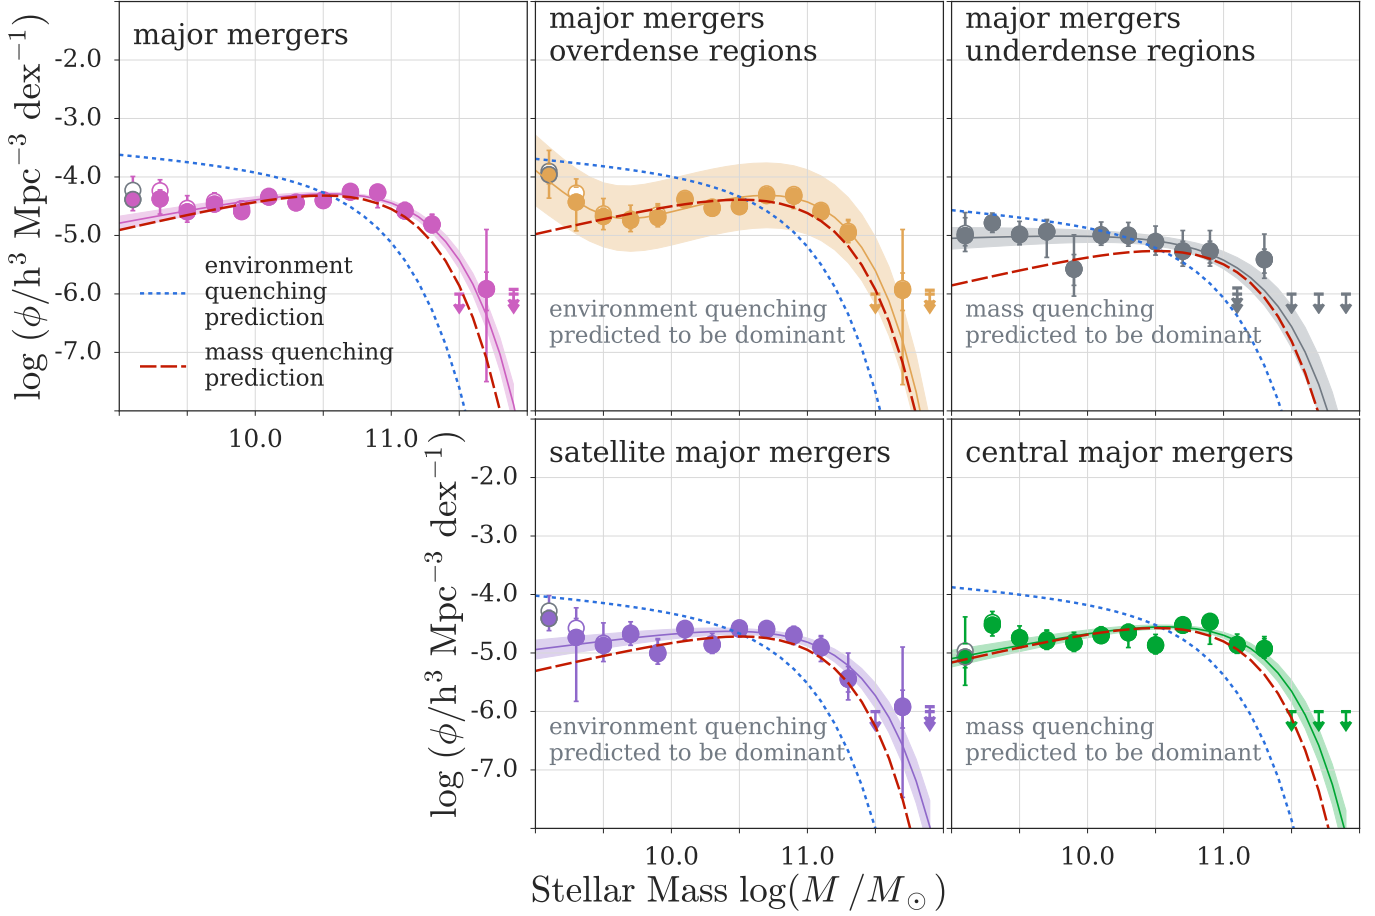 major mergers
log (ϕ/h³ Mpc⁻³ dex⁻¹)
-2.0
-3.0
-4.0
-5.0
-6.0
-7.0
environment
quenching
prediction
mass quenching
prediction
10.0
11.0
major mergers
overdense regions
environment quenching
predicted to be dominant
major mergers
underdense regions
mass quenching
predicted to be dominant
satellite major mergers
log (ϕ/h³ Mpc⁻³ dex⁻¹)
-2.0
-3.0
-4.0
-5.0
-6.0
-7.0
environment quenching
predicted to be dominant
10.0
11.0
central major mergers
mass quenching
predicted to be dominant
10.0
11.0
Stellar Mass log(M /M⊙)